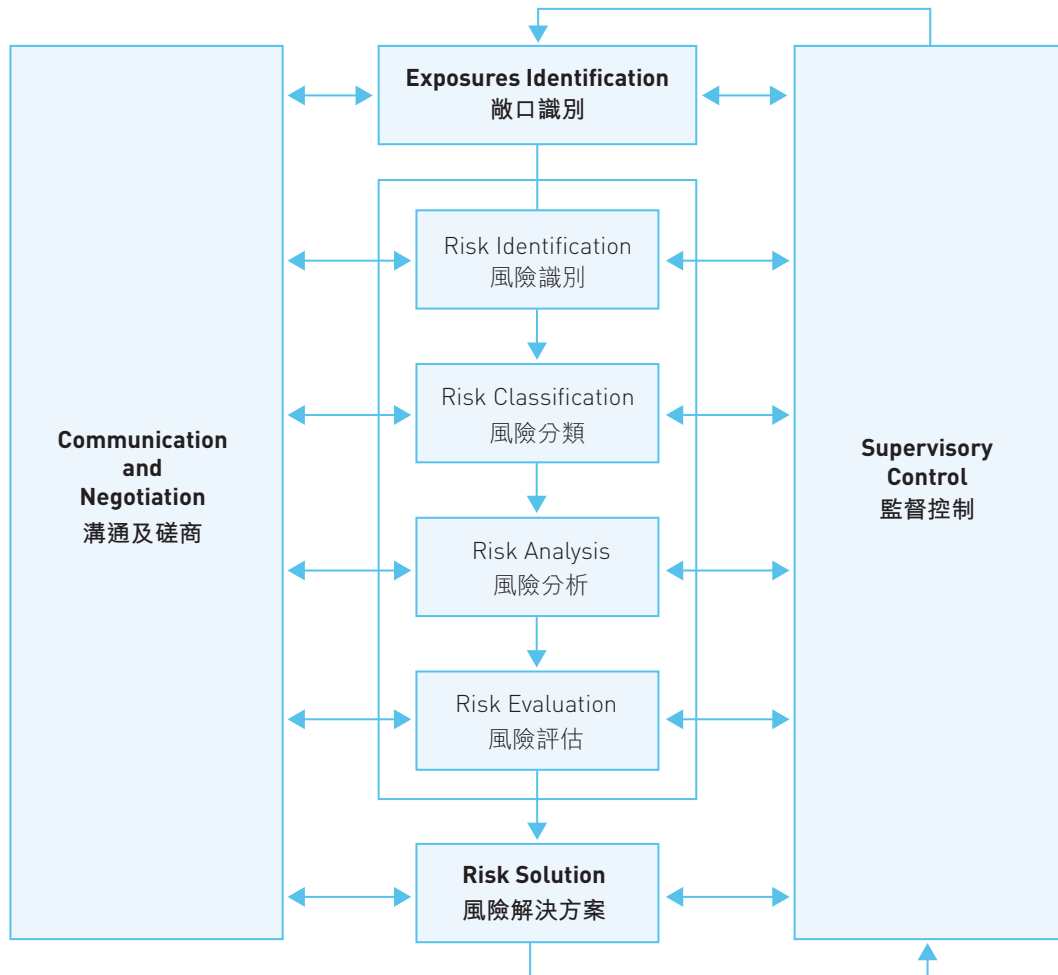 Exposures Identification
敞口識別
Risk Identification
風險識別
Risk Classification
風險分類
Communication
and
Negotiation
溝通及磋商
Supervisory
Control
監督控制
Risk Analysis
風險分析
Risk Evaluation
風險評估
Risk Solution
風險解決方案